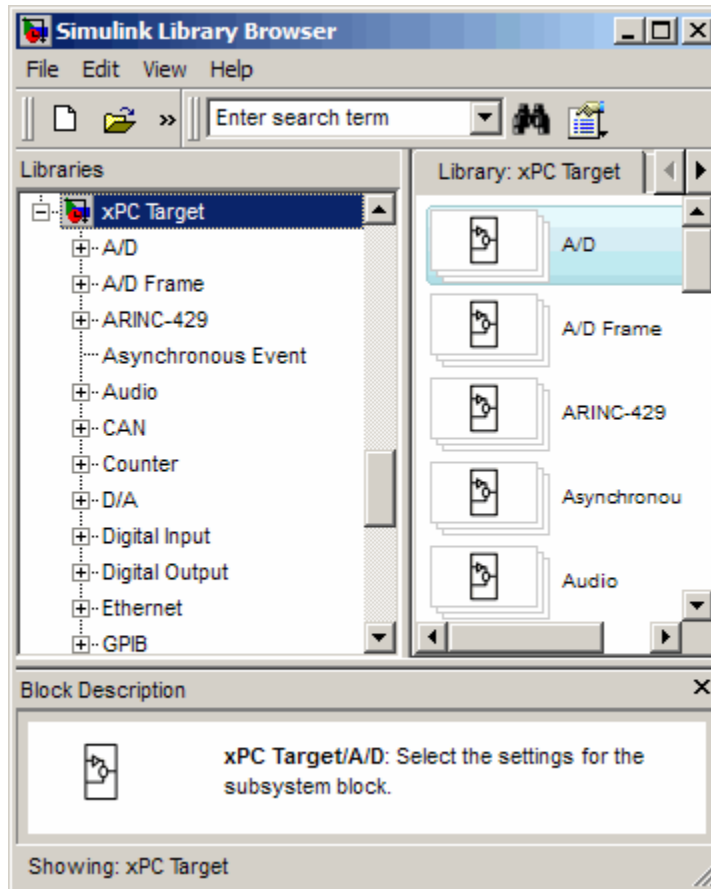 Simulink Library Browser
File Edit View Help
» Enter search term
Libraries
xPC Target
A/D
A/D Frame
ARINC-429
Asynchronous Event
Audio
CAN
Counter
D/A
Digital Input
Digital Output
Ethernet
GPIB
Library: xPC Target
A/D
A/D Frame
ARINC-429
Asynchronou
Audio
Block Description
xPC Target/A/D: Select the settings for the
subsystem block.
Showing: xPC Target